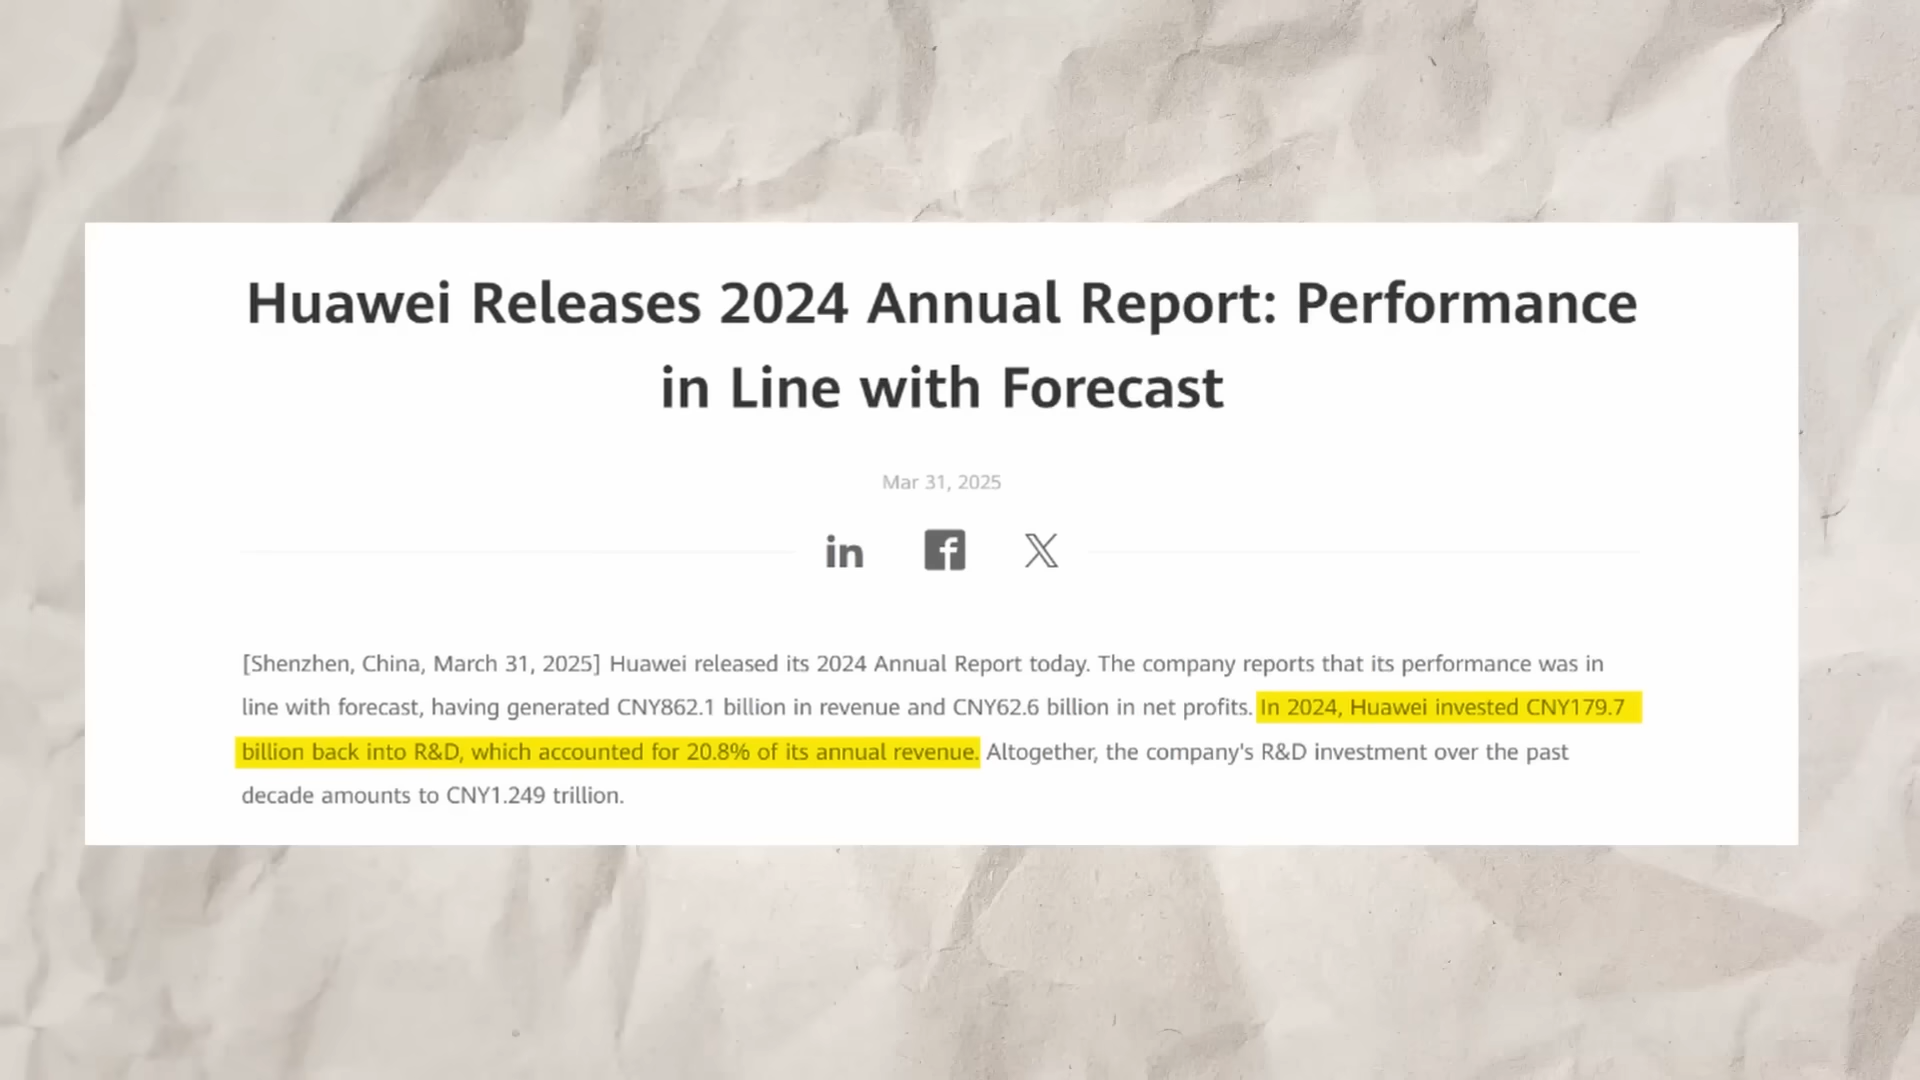 Huawei Releases 2024 Annual Report: Performance
in Line with Forecast
Mar 31, 2025
[Shenzhen, China, March 31, 2025] Huawei released its 2024 Annual Report today. The company reports that its performance was in
line with forecast, having generated CNY862.1 billion in revenue and CNY62.6 billion in net profits. In 2024, Huawei invested CNY179.7
billion back into R&D, which accounted for 20.8% of its annual revenue. Altogether, the company's R&D investment over the past
decade amounts to CNY1.249 trillion.